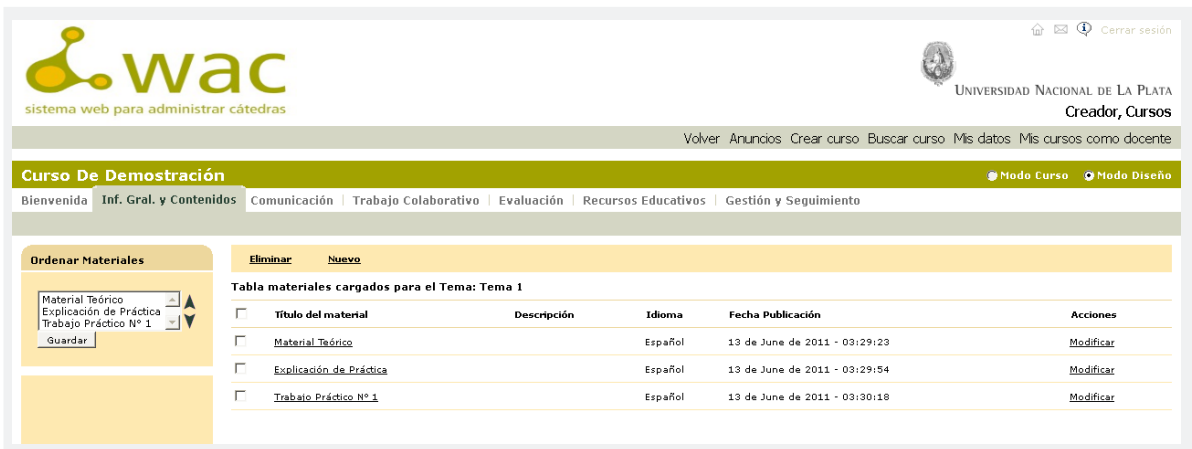 Cerrar sesión
wac
sistema web para administrar cátedras
UNIVERSIDAD NACIONAL DE LA PLATA
Creador, Cursos
Volver Anuncios Crear curso Buscar curso Mis datos Mis cursos como docente
Curso De Demostración Modo Curso Modo Diseño
Bienvenida Inf. Gral. y Contenidos Comunicación | Trabajo Colaborativo | Evaluación | Recursos Educativos | Gestión y Seguimiento
Ordenar Materiales
Material Teórico
Explicación de Práctica
Trabajo Práctico Nº 1
Guardar
Eliminar Nuevo
Tabla materiales cargados para el Tema: Tema 1
Título del material Descripción Idioma Fecha Publicación Acciones
Material Teórico Español 13 de June de 2011 - 03:29:23 Modificar
Explicación de Práctica Español 13 de June de 2011 - 03:29:54 Modificar
Trabajo Práctico Nº 1 Español 13 de June de 2011 - 03:30:18 Modificar